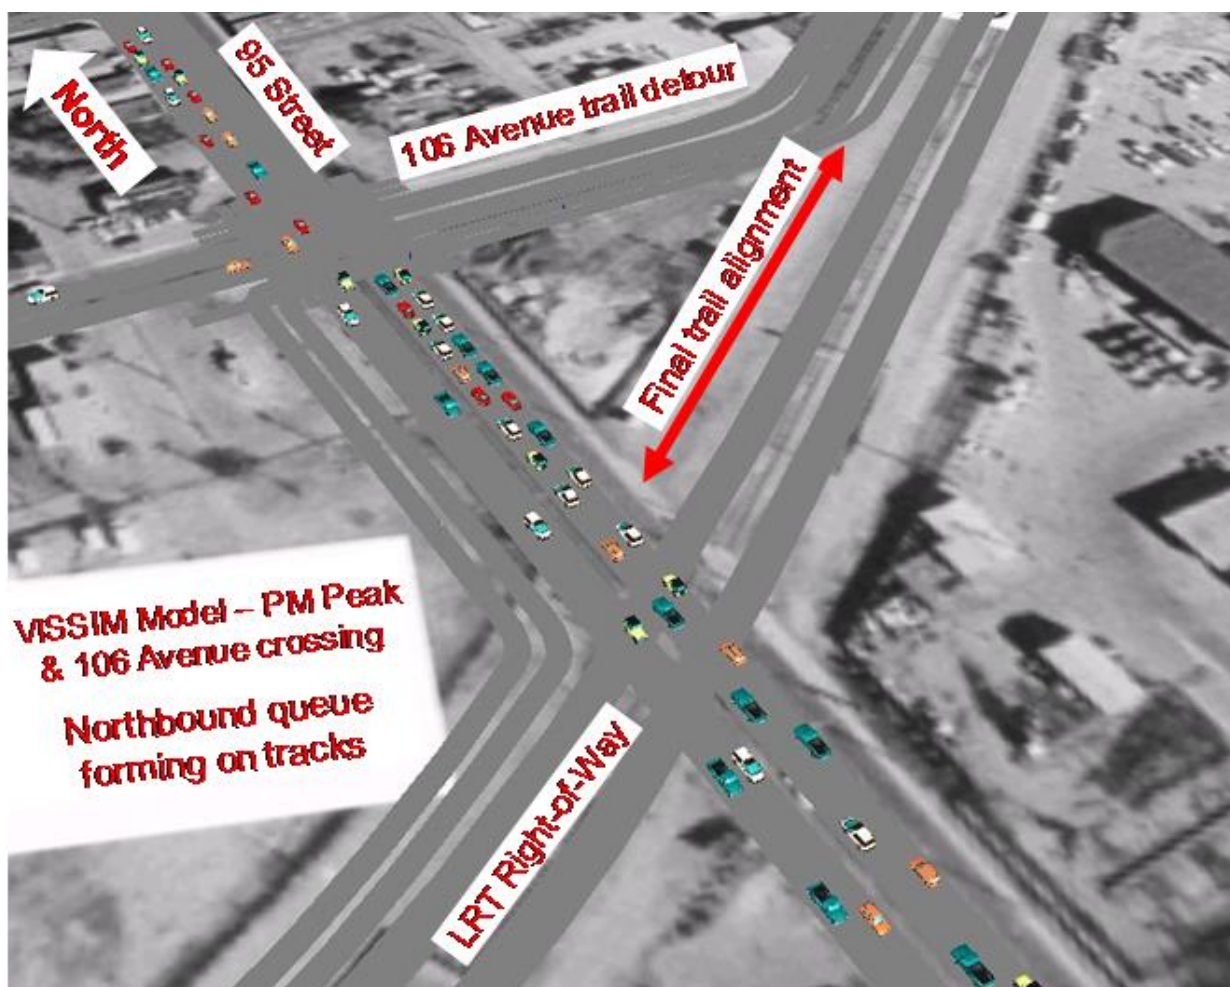 North
95 Street
106 Avenue trail detour
Final trail alignment
VISSIM Model – PM Peak
& 106 Avenue crossing
Northbound queue
forming on tracks
LRT Right-of-Way